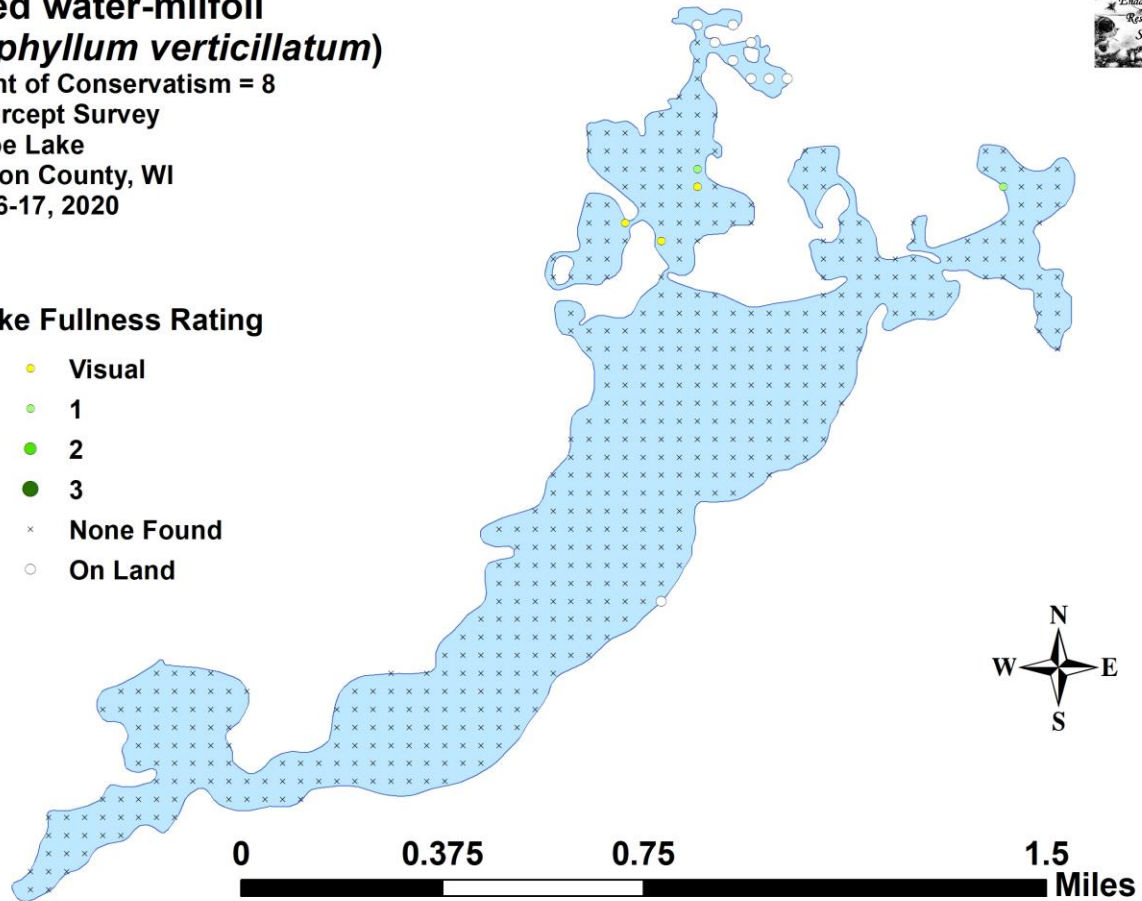 ed water-milfoil
phyllum verticillatum)
nt of Conservatism = 8
rcept Survey
e Lake
on County, WI
6-17, 2020
ke Fullness Rating
Visual
1
2
3
None Found
On Land
N
W E
S
0 0.375 0.75 1.5
Miles